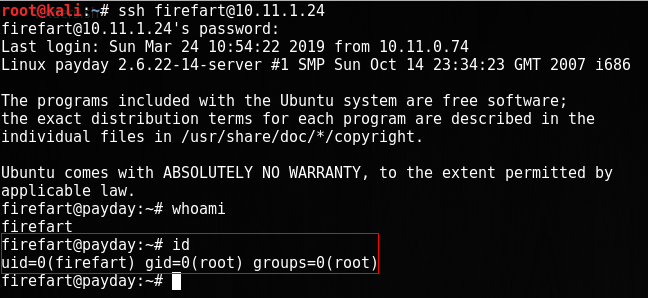 root@kali:~# ssh firefart@10.11.1.24
firefart@10.11.1.24's password:
Last login: Sun Mar 24 10:54:22 2019 from 10.11.0.74
Linux payday 2.6.22-14-server #1 SMP Sun Oct 14 23:34:23 GMT 2007 i686
The programs included with the Ubuntu system are free software;
the exact distribution terms for each program are described in the
individual files in /usr/share/doc/*/copyright.
Ubuntu comes with ABSOLUTELY NO WARRANTY, to the extent permitted by
applicable law.
firefart@payday:~# whoami
firefart
firefart@payday:~# id
uid=0(firefart) gid=0(root) groups=0(root)
firefart@payday:~#